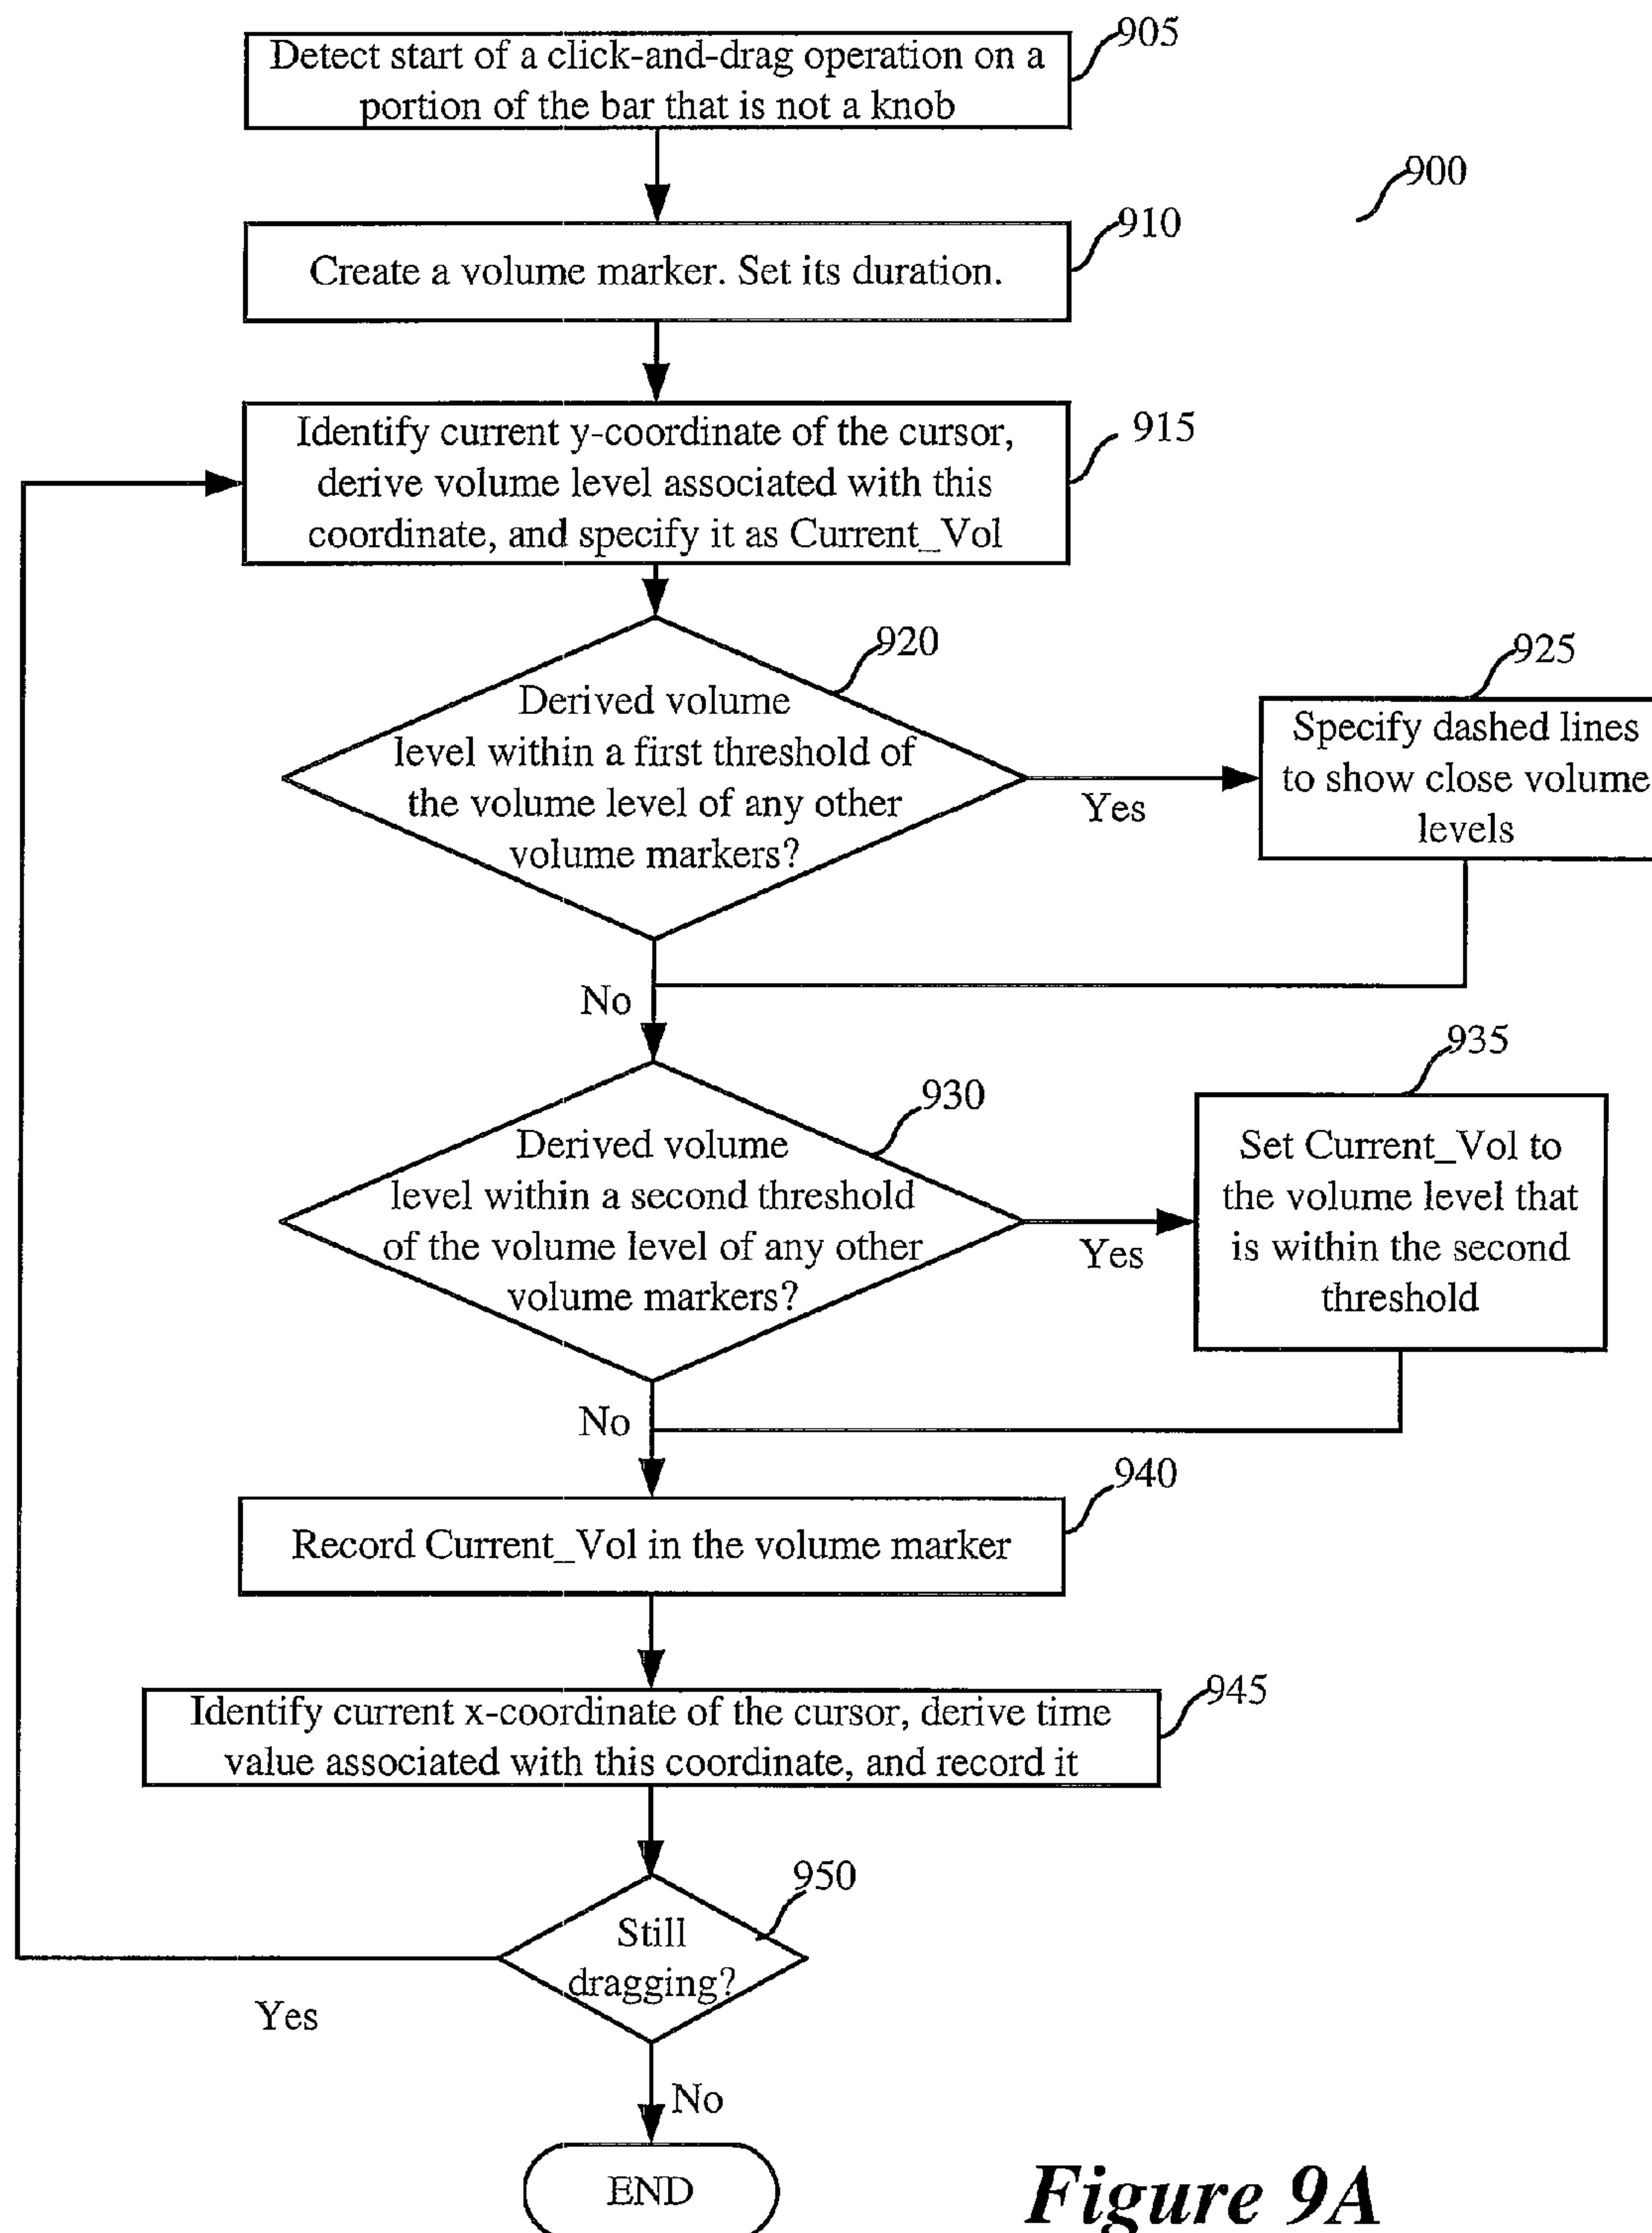 905
Detect start of a click-and-drag operation on a
portion of the bar that is not a knob
900
910
Create a volume marker. Set its duration.
915
Identify current y-coordinate of the cursor,
derive volume level associated with this
coordinate, and specify it as Current_Vol
920
Derived volume
level within a first threshold of
the volume level of any other
volume markers?
Yes
925
Specify dashed lines
to show close volume
levels
No
930
Derived volume
level within a second threshold
of the volume level of any other
volume markers?
Yes
935
Set Current_Vol to
the volume level that
is within the second
threshold
No
940
Record Current_Vol in the volume marker
945
Identify current x-coordinate of the cursor, derive time
value associated with this coordinate, and record it
950
Still
dragging?
Yes
No
END
Figure 9A